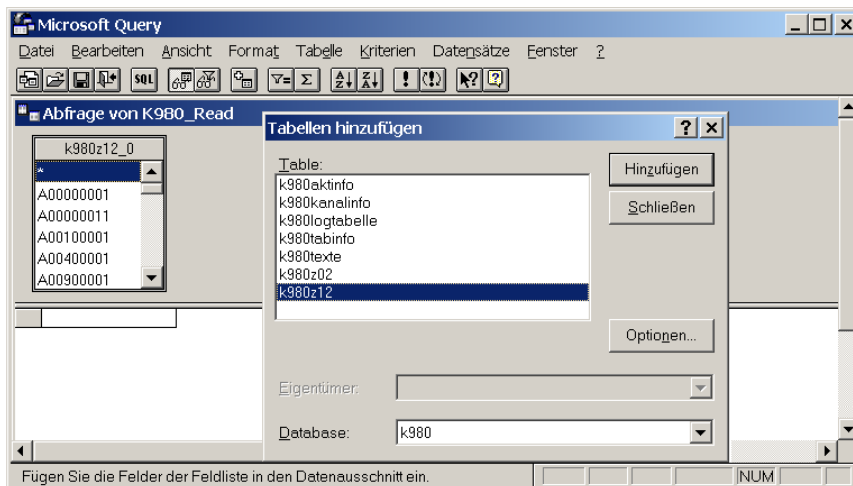 Microsoft Query
Datei Bearbeiten Ansicht Format Tabelle Kriterien Datensätze Fenster ?
SQL
Abfrage von K980_Read
k980z12_0
*
A00000001
A00000011
A00100001
A00400001
A00900001
Tabellen hinzufügen
Table:
k980aktinfo
k980kanalinfo
k980logtabelle
k980tabinfo
k980texte
k980z02
k980z12
Hinzufügen
Schließen
Optionen...
Eigentümer:
Database: k980
Fügen Sie die Felder der Feldliste in den Datenausschnitt ein. NUM